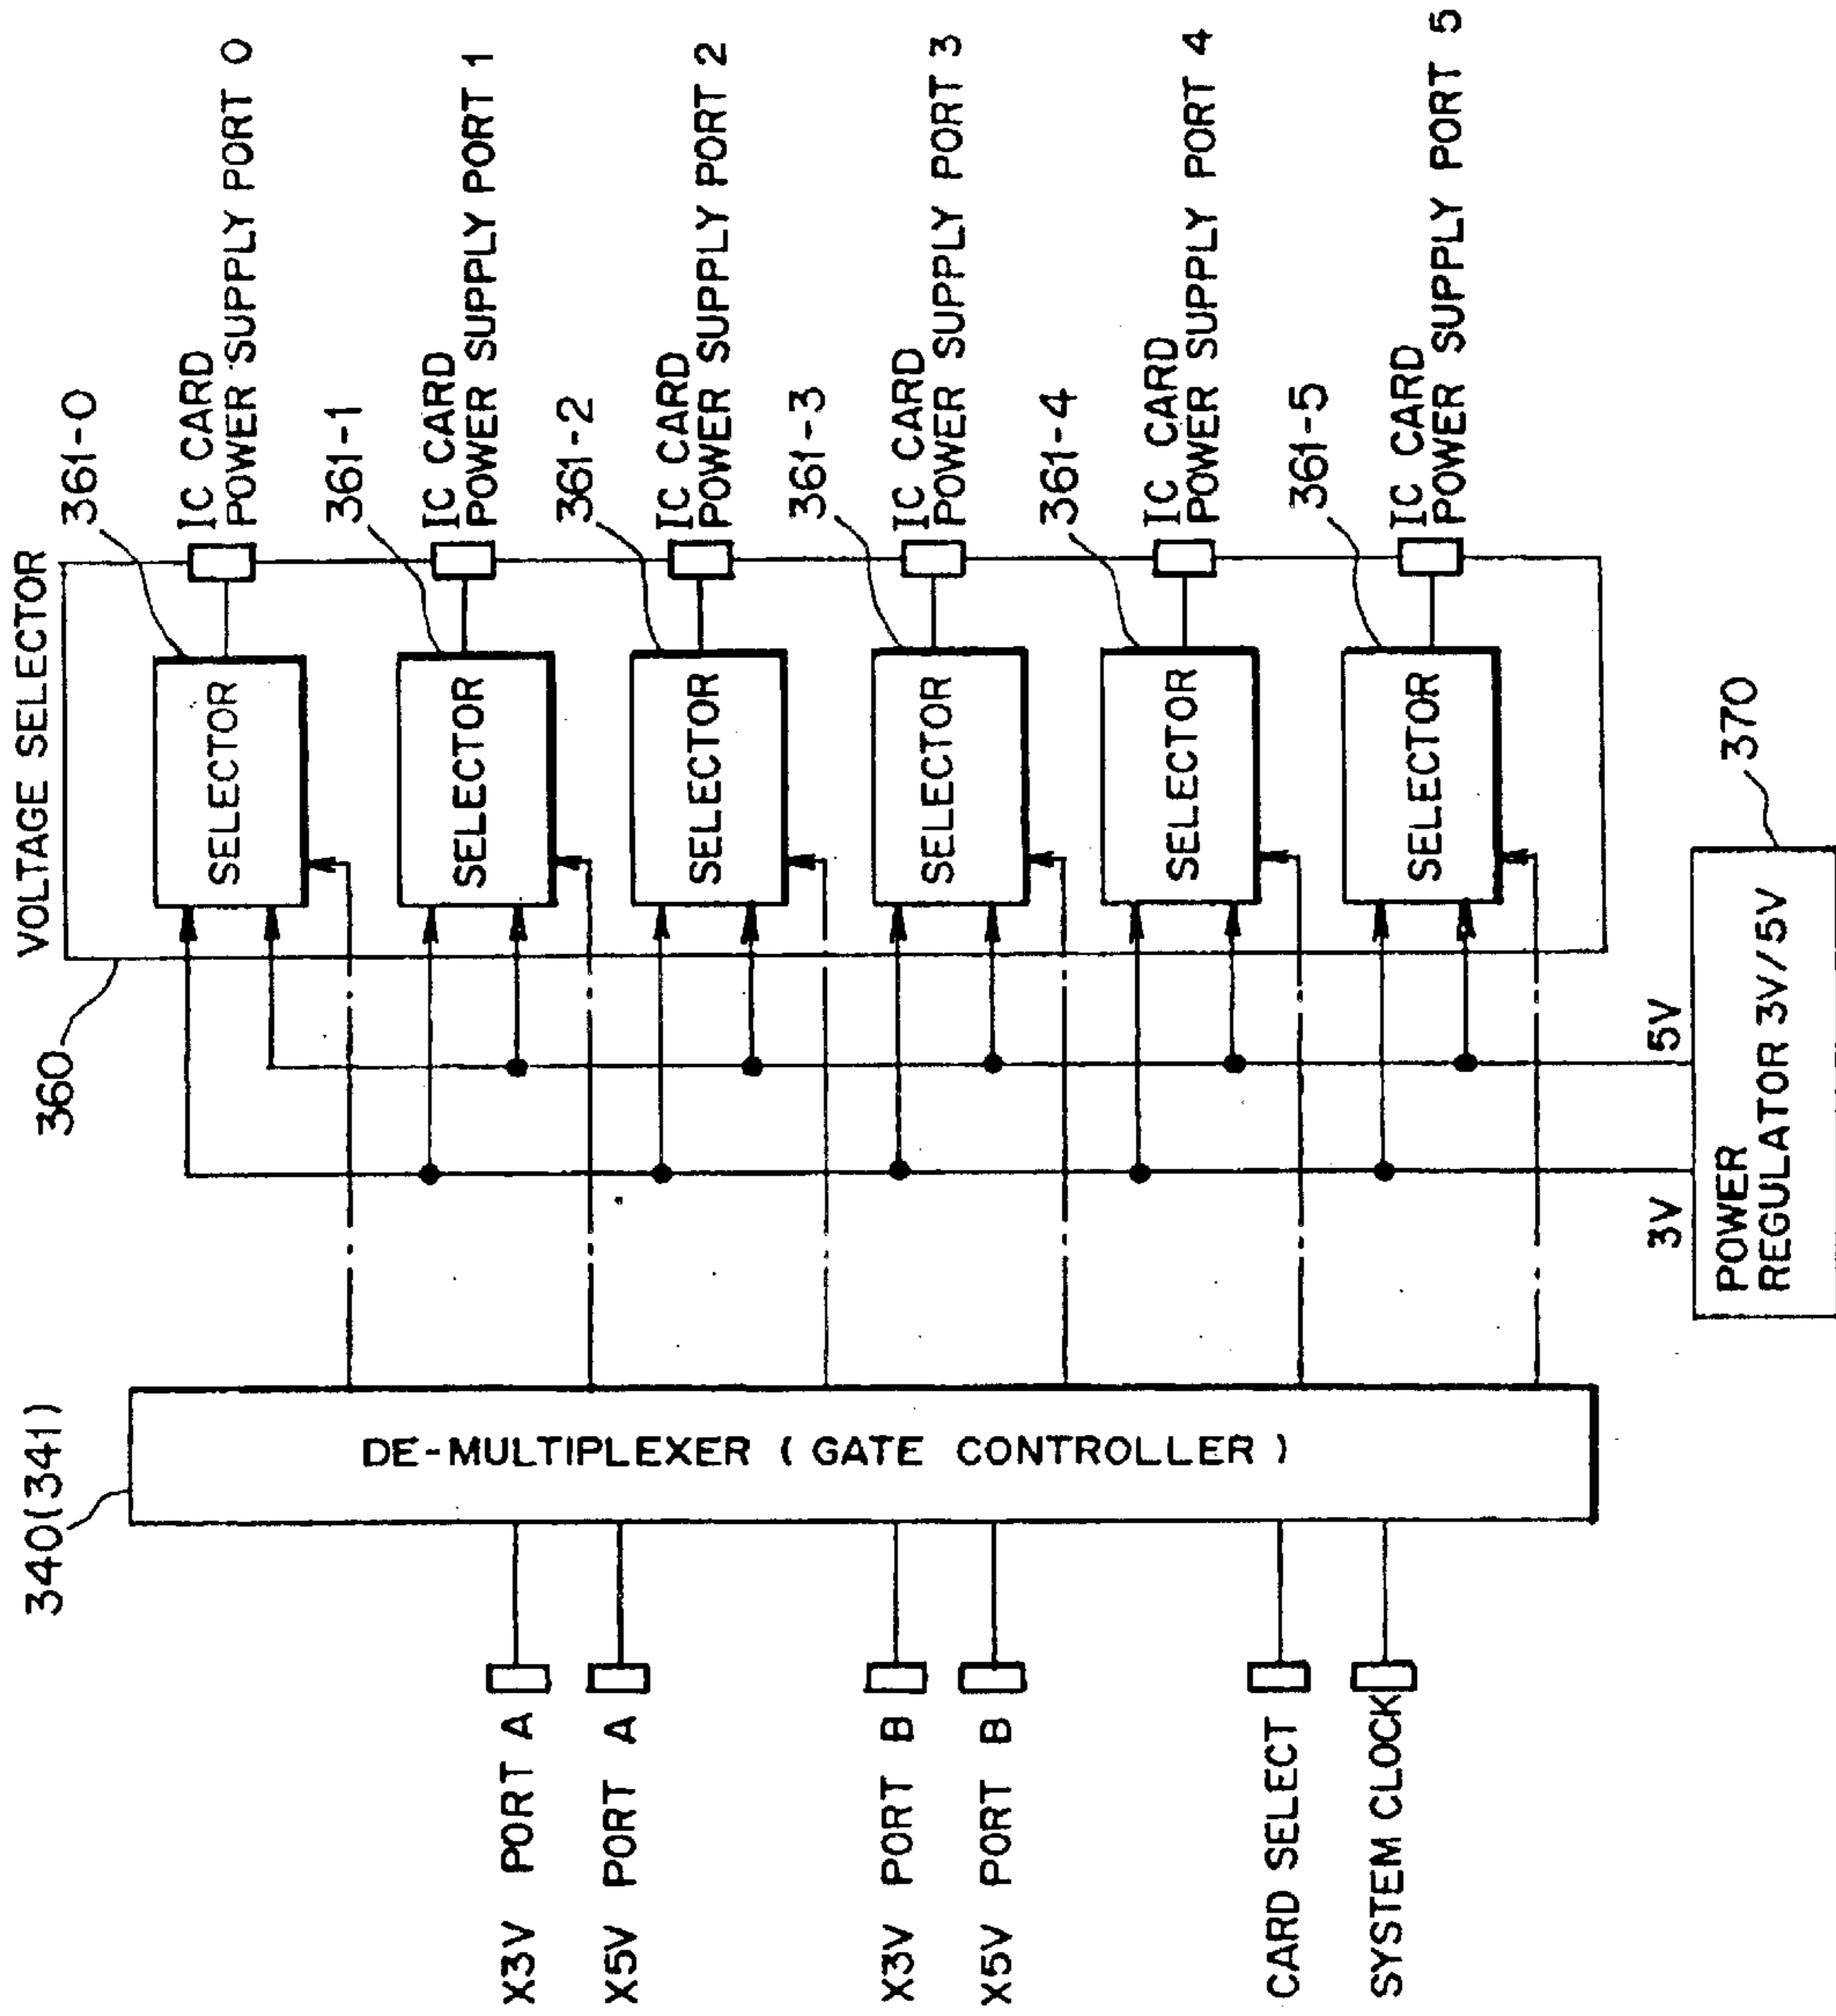 VOLTAGE SELECTOR
340(341)
360
361-0
IC CARD
POWER SUPPLY PORT 0
SELECTOR
361-1
IC CARD
POWER SUPPLY PORT 1
SELECTOR
361-2
IC CARD
POWER SUPPLY PORT 2
SELECTOR
361-3
IC CARD
POWER SUPPLY PORT 3
SELECTOR
361-4
IC CARD
POWER SUPPLY PORT 4
SELECTOR
361-5
IC CARD
POWER SUPPLY PORT 5
SELECTOR
DE-MULTIPLEXER ( GATE CONTROLLER )
X3V PORT A
X5V PORT A
X3V PORT B
X5V PORT B
CARD SELECT
SYSTEM CLOCK
3V
5V
POWER
REGULATOR 3V/5V
370